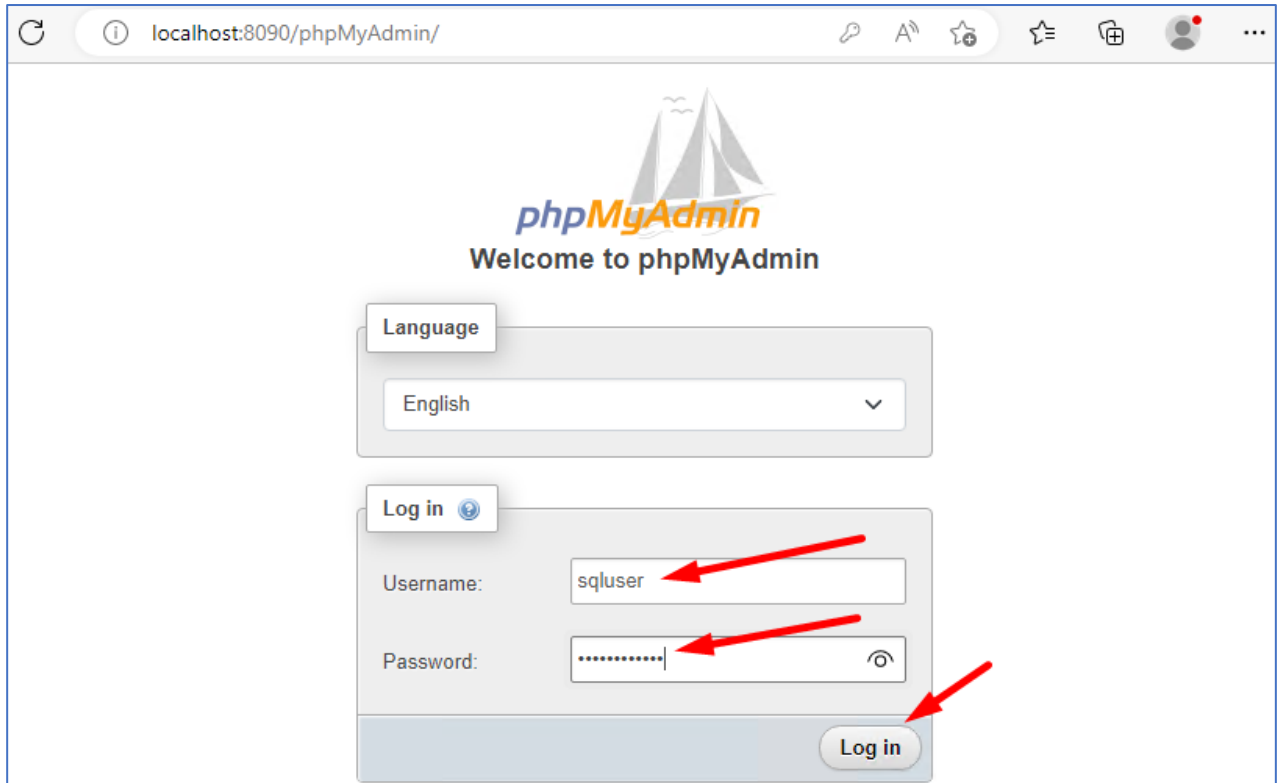 localhost:8090/phpMyAdmin/
phpMyAdmin
Welcome to phpMyAdmin
Language
English
Log in
Username: sqluser
Password: ••••••••••••
Log in